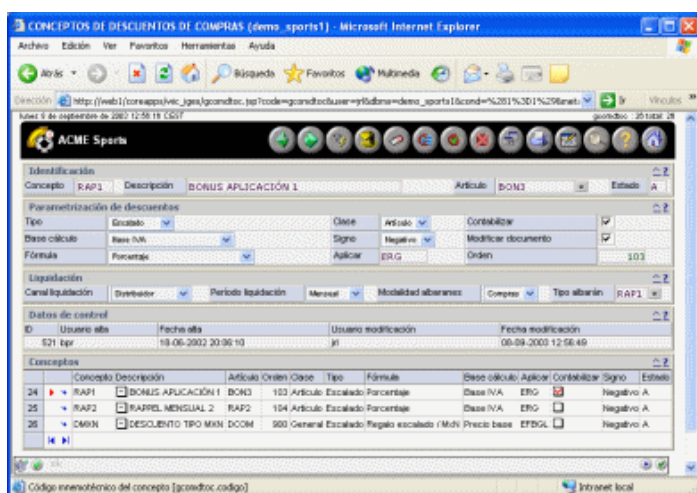 CONCEPTOS DE DESCUENTOS DE COMPRAS (demo_sports1) - Microsoft Internet Explorer
Archivo Edición Ver Favoritos Herramientas Ayuda
Atrás Búsqueda Favoritos Multimedia
Dirección Ir Vínculos
ACME Sports
Identificación
Concepto RAP1 Descripción BONUS APLICACIÓN 1 Artículo BON3 Estado A
Parametrización de descuentos
Tipo Escalado Clase Artículo Contabilizar
Base cálculo Base IVA Signo Negativo Modificar documento
Fórmula Porcentaje Aplicar ERG Orden 103
Liquidación
Canal liquidación Distribuidor Período liquidación Mensual Modalidad albaranes Compras Tipo albarán RAP1
Datos de control
ID Usuario alta Fecha alta Usuario modificación Fecha modificación
521 bpr 18-06-2002 20:06:10 jrl
Conceptos
Concepto Descripción Artículo Orden Clase Tipo Fórmula Base cálculo Aplicar Contabilizar Signo Estado
24 RAP1 BONUS APLICACIÓN 1 BON3 103 Artículo Escalado Porcentaje Base IVA ERG Negativo A
25 RAP2 RAPPEL MENSUAL 2 RAP2 104 Artículo Escalado Porcentaje Base IVA ERG Negativo A
26 DMXN DESCUENTO TIPO MXN DCOM 900 General Escalado Regalo escalado (MxN) Precio base EFBGL Negativo A
ok
Código mnemotécnico del concepto [gcomdtoc.codigo] Intranet local